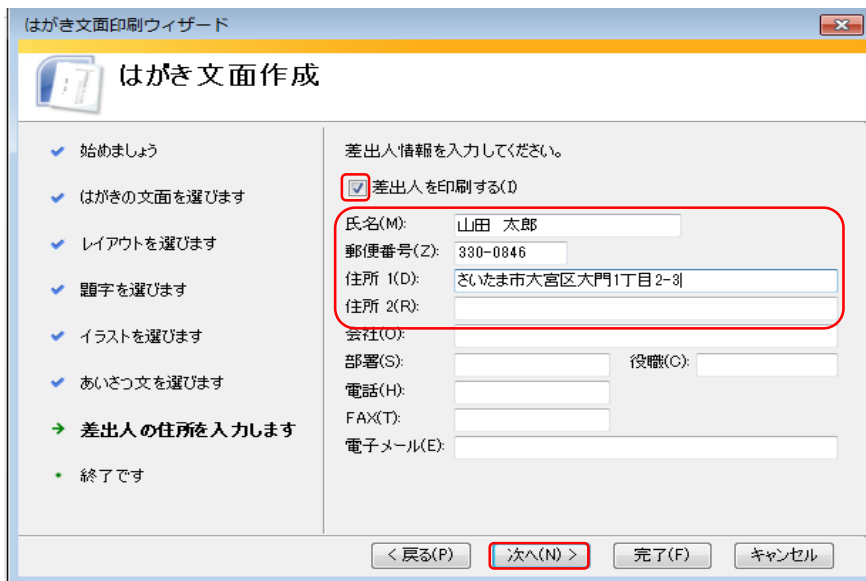 はがき文面印刷ウィザード
はがき文面作成
始めましょう
はがきの文面を選びます
レイアウトを選びます
題字を選びます
イラストを選びます
あいさつ文を選びます
差出人の住所を入力します
終了です
差出人情報を入力してください。
差出人を印刷する(I)
氏名(M): 山田 太郎
郵便番号(Z): 330-0846
住所 1(D): さいたま市大宮区大門1丁目2-3
住所 2(R):
会社(O):
部署(S): 役職(C):
電話(H):
FAX(T):
電子メール(E):
< 戻る(P) 次へ(N) > 完了(F) キャンセル